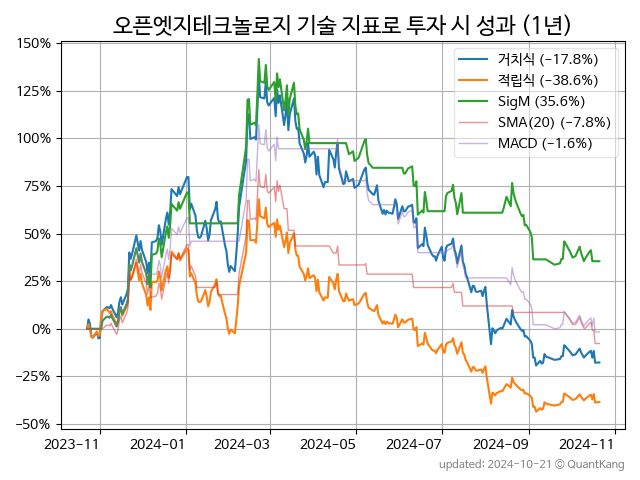 오픈엣지테크놀로지 기술 지표로 투자 시 성과 (1년)
150%
125%
100%
75%
50%
25%
0%
−25%
−50%
거치식 (−17.8%)
적립식 (−38.6%)
SigM (35.6%)
SMA(20) (−7.8%)
MACD (−1.6%)
2023-11 2024-01 2024-03 2024-05 2024-07 2024-09 2024-11
updated: 2024-10-21 © QuantKang